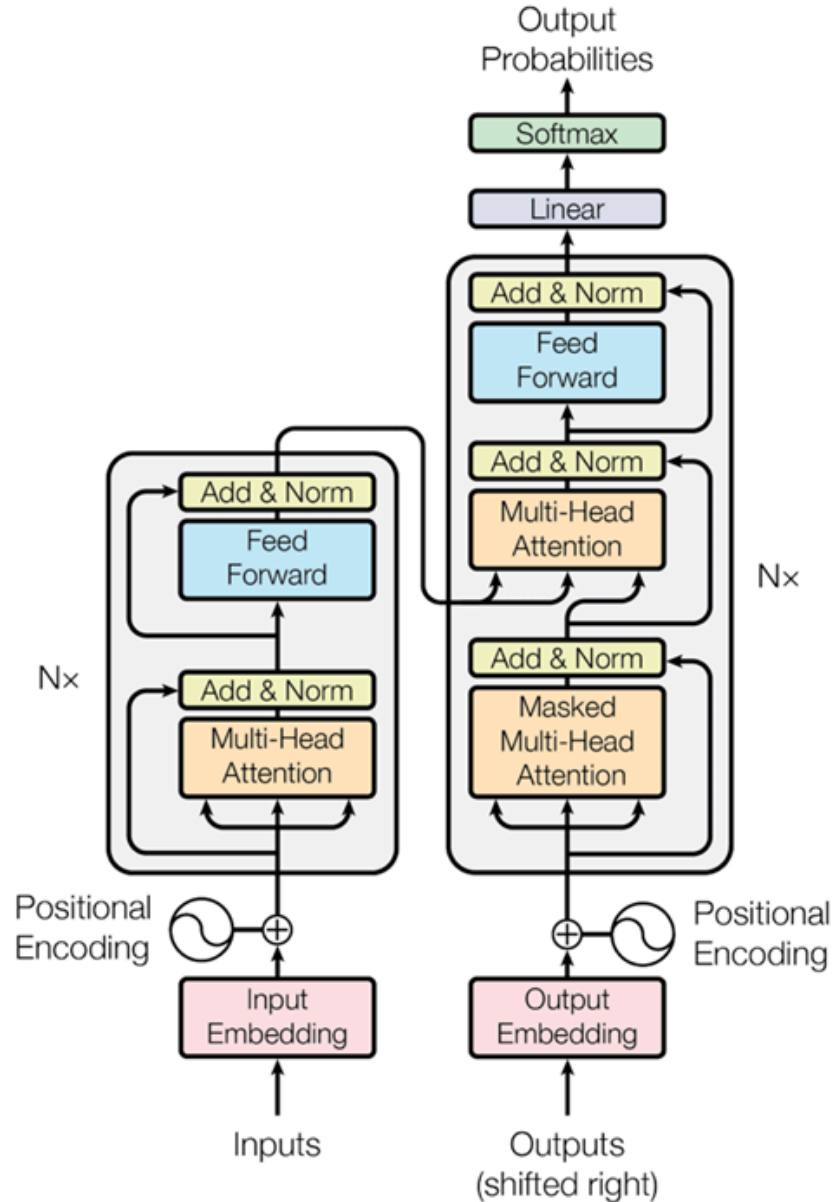 Output
Probabilities
Softmax
Linear
Add & Norm
Feed
Forward
Add & Norm
Multi-Head
Attention
Add & Norm
Masked
Multi-Head
Attention
N×
Positional
Encoding
Output
Embedding
Outputs
(shifted right)
Add & Norm
Feed
Forward
Add & Norm
Multi-Head
Attention
N×
Positional
Encoding
Input
Embedding
Inputs